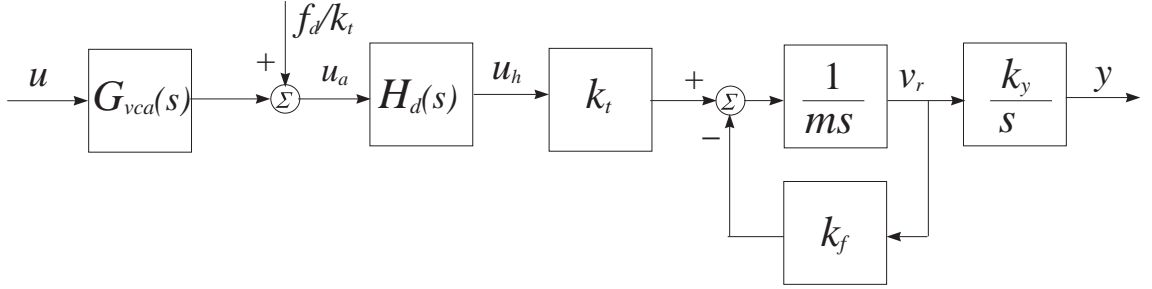 f_d/k_t
u
G_vca(s)
+
Σ
u_a
H_d(s)
u_h
k_t
+
Σ
−
1
ms
v_r
k_y
s
y
k_f